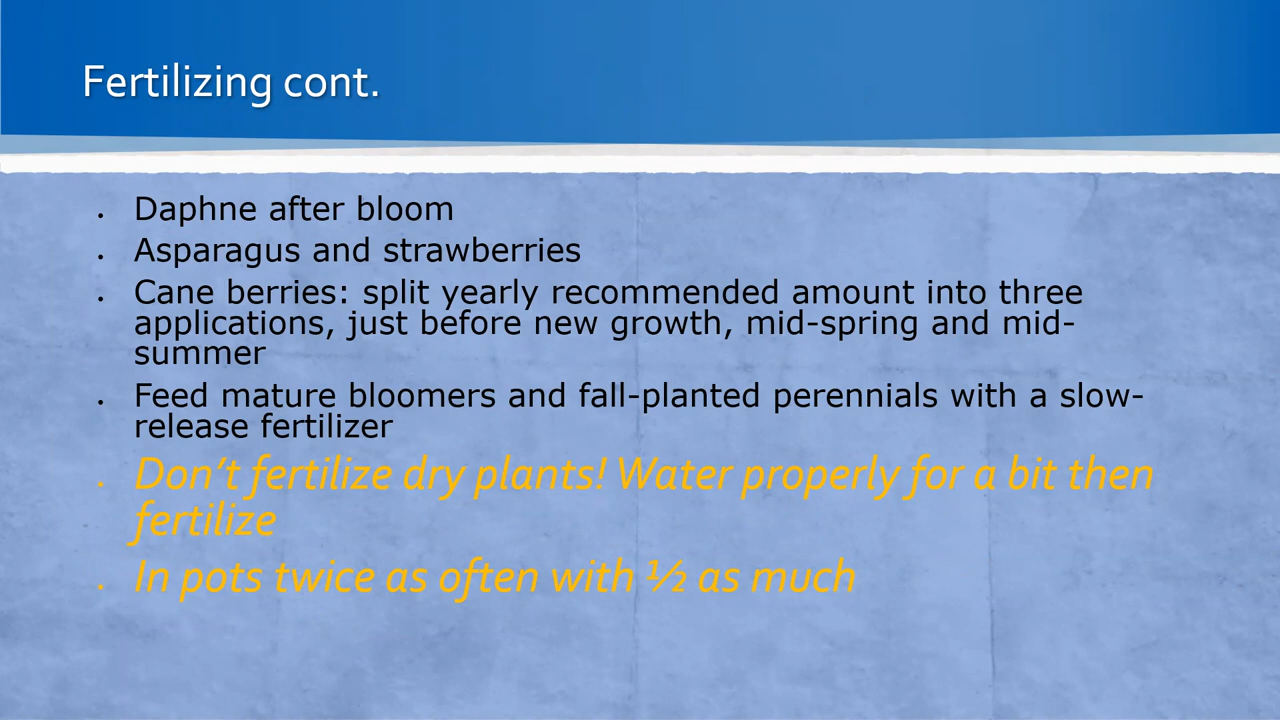 Fertilizing cont.
• Daphne after bloom
• Asparagus and strawberries
• Cane berries: split yearly recommended amount into three
applications, just before new growth, mid-spring and mid-
summer
• Feed mature bloomers and fall-planted perennials with a slow-
release fertilizer
• Don’t fertilize dry plants! Water properly for a bit then
fertilize
• In pots twice as often with ½ as much